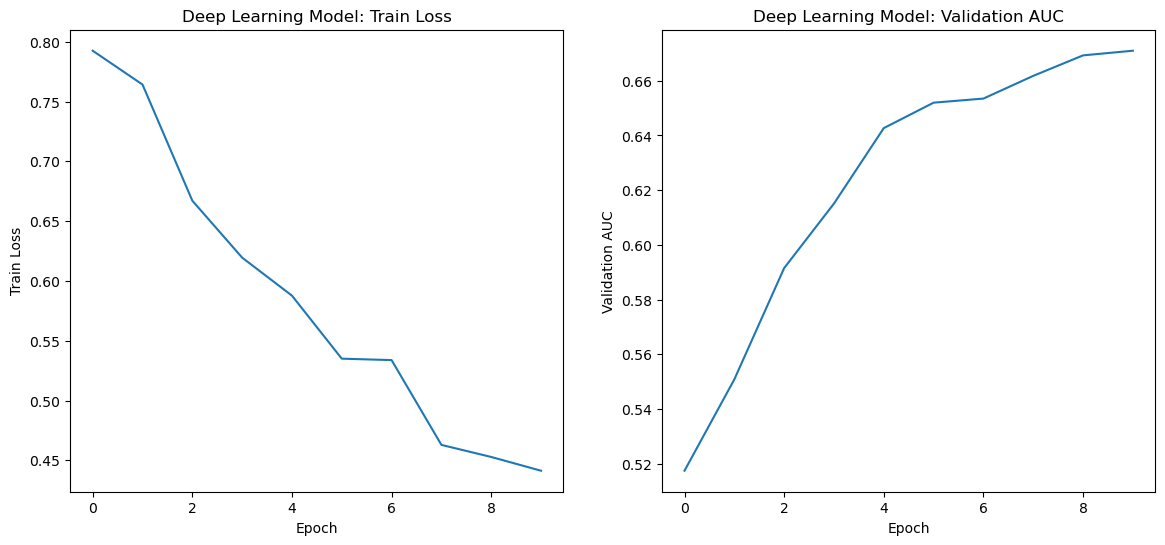 Deep Learning Model: Train Loss
0.80
0.75
0.70
0.65
0.60
0.55
0.50
0.45
Train Loss
0 2 4 6 8
Epoch
Deep Learning Model: Validation AUC
0.66
0.64
0.62
0.60
0.58
0.56
0.54
0.52
Validation AUC
0 2 4 6 8
Epoch